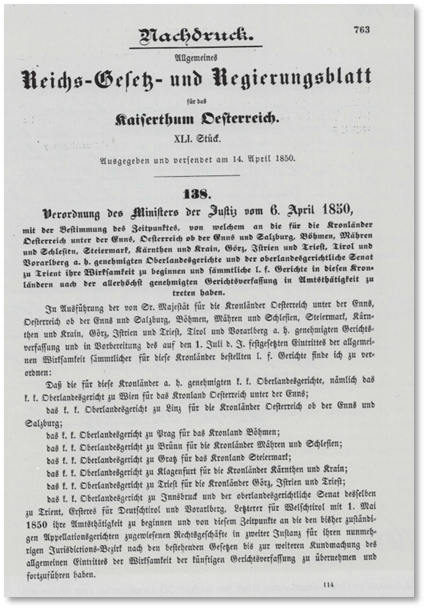 Nachdruck.
763
Allgemeines
Reichs-Gesetz- und Regierungsblatt
für das
Kaiserthum Oesterreich.
XLI. Stück.
Ausgegeben und versendet am 14. April 1850.
138.
Verordnung des Ministers der Justiz vom 6. April 1850,
mit der Bestimmung des Zeitpunktes, von welchem an die für die Kronländer
Oesterreich unter der Enns, Oesterreich ob der Enns und Salzburg, Böhmen, Mähren
und Schlesien, Steiermark, Kärnthen und Krain, Görz, Istrien und Triest, Tirol und
Vorarlberg a. h. genehmigten Oberlandesgerichte und der oberlandesgerichtliche Senat
zu Trient ihre Wirksamkeit zu beginnen und sämmtliche l. f. Gerichte in diesen Kron-
ländern nach der allerhöchst genehmigten Gerichtsverfassung in Amtsthätigkeit zu
treten haben.
In Ausführung der von Sr. Majestät für die Kronländer Oesterreich unter der Enns,
Oesterreich ob der Enns und Salzburg, Böhmen, Mähren und Schlesien, Steiermark, Kärn-
then und Krain, Görz, Istrien und Triest, Tirol und Vorarlberg a. h. genehmigten Gerichts-
verfassung und in Vorbereitung des auf den 1. Juli d. J. festgesetzten Eintrittes der allgemei-
nen Wirksamkeit sämmtlicher für diese Kronländer bestellten l. f. Gerichte finde ich zu ver-
ordnen:
Daß die für diese Kronländer a. h. genehmigten k. k. Oberlandesgerichte, nämlich das
k. k. Oberlandesgericht zu Wien für das Kronland Oesterreich unter der Enns;
das k. k. Oberlandesgericht zu Linz für die Kronländer Oesterreich ob der Enns und
Salzburg;
das k. k. Oberlandesgericht zu Prag für das Kronland Böhmen;
das k. k. Oberlandesgericht zu Brünn für die Kronländer Mähren und Schlesien;
das k. k. Oberlandesgericht zu Gratz für das Kronland Steiermark;
das k. k. Oberlandesgericht zu Klagenfurt für die Kronländer Kärnthen und Krain;
das k. k. Oberlandesgericht zu Triest für die Kronländer Görz, Istrien und Triest;
das k. k. Oberlandesgericht zu Innsbruck und der oberlandesgerichtliche Senat desselben
zu Trient, Ersteres für Deutschtirol und Vorarlberg, Letzterer für Welschtirol mit 1. Mai
1850 ihre Amtsthätigkeit zu beginnen und von diesem Zeitpunkte an die den bisher zustän-
digen Appellationsgerichten zugewiesenen Rechtsgeschäfte in zweiter Instanz für ihren nunmeh-
rigen Jurisdictions-Bezirk nach den bestehenden Gesetzen bis zur weiteren Kundmachung des
allgemeinen Eintrittes der Wirksamkeit der künftigen Gerichtsverfassung zu übernehmen und
fortzuführen haben.
114